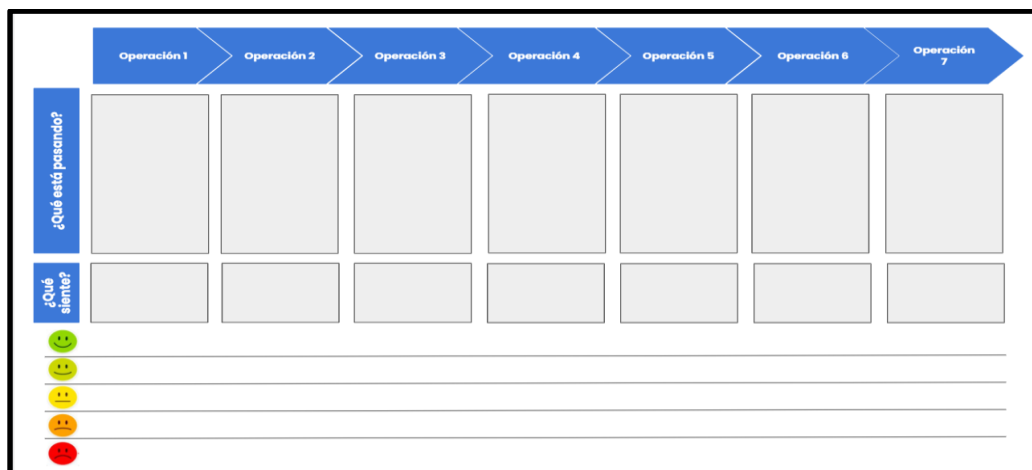 Operación 1
Operación 2
Operación 3
Operación 4
Operación 5
Operación 6
Operación
7
¿Qué está pasando?
¿Qué
siente?